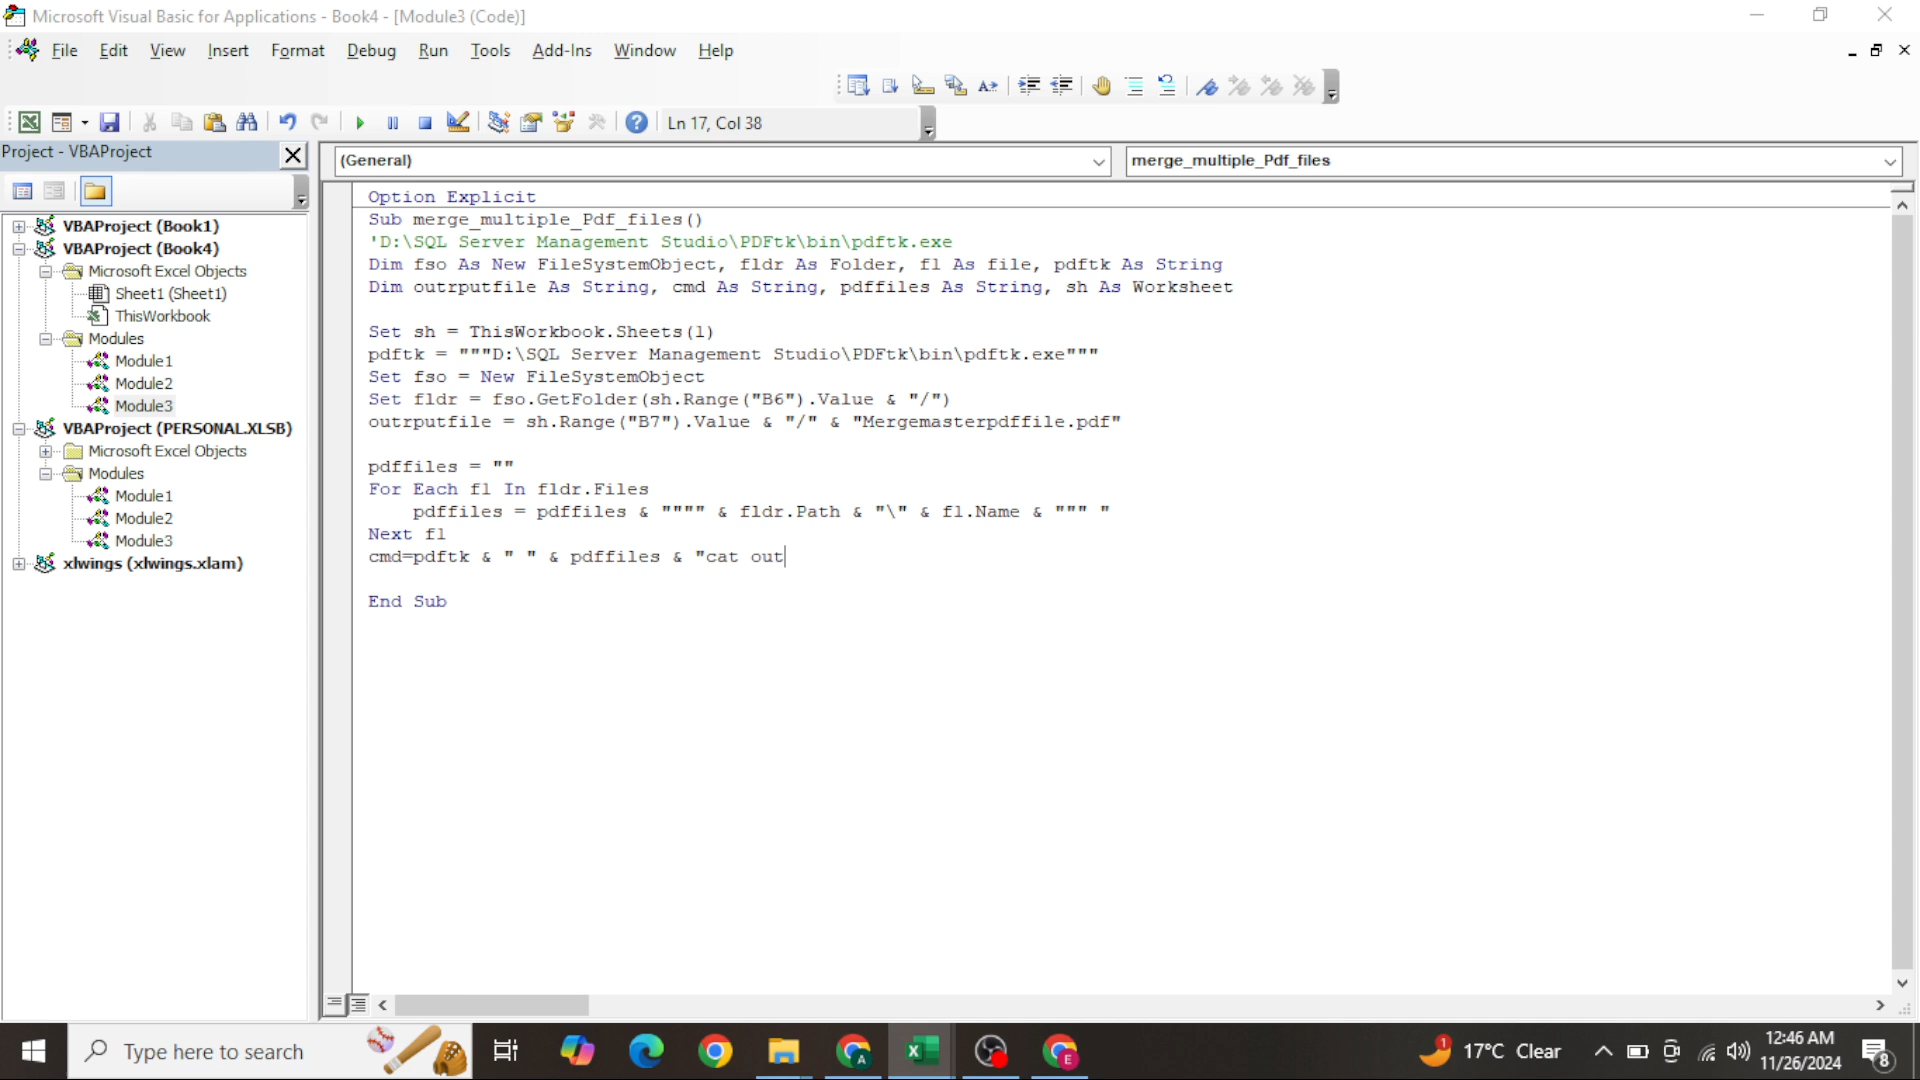 Microsoft Visual Basic for Applications - Book4 - [Module3 (Code)]
File Edit View Insert Format Debug Run Tools Add-Ins Window Help
Ln 17, Col 38
Project - VBAProject
(General)
merge_multiple_Pdf_files
VBAProject (Book1)
VBAProject (Book4)
Microsoft Excel Objects
Sheet1 (Sheet1)
ThisWorkbook
Modules
Module1
Module2
Module3
VBAProject (PERSONAL.XLSB)
Microsoft Excel Objects
Modules
Module1
Module2
Module3
xlwings (xlwings.xlam)
Option Explicit
Sub merge_multiple_Pdf_files()
'D:\SQL Server Management Studio\PDFtk\bin\pdftk.exe
Dim fso As New FileSystemObject, fldr As Folder, fl As file, pdftk As String
Dim outrputfile As String, cmd As String, pdffiles As String, sh As Worksheet
Set sh = ThisWorkbook.Sheets(1)
pdftk = """D:\SQL Server Management Studio\PDFtk\bin\pdftk.exe"""
Set fso = New FileSystemObject
Set fldr = fso.GetFolder(sh.Range("B6").Value & "/")
outrputfile = sh.Range("B7").Value & "/" & "Mergemasterpdffile.pdf"
pdffiles = ""
For Each fl In fldr.Files
pdffiles = pdffiles & """" & fldr.Path & "\" & fl.Name & """ "
Next fl
cmd=pdftk & " " & pdffiles & "cat out
End Sub
Type here to search
A
E
1
17°C Clear
12:46 AM
11/26/2024
8